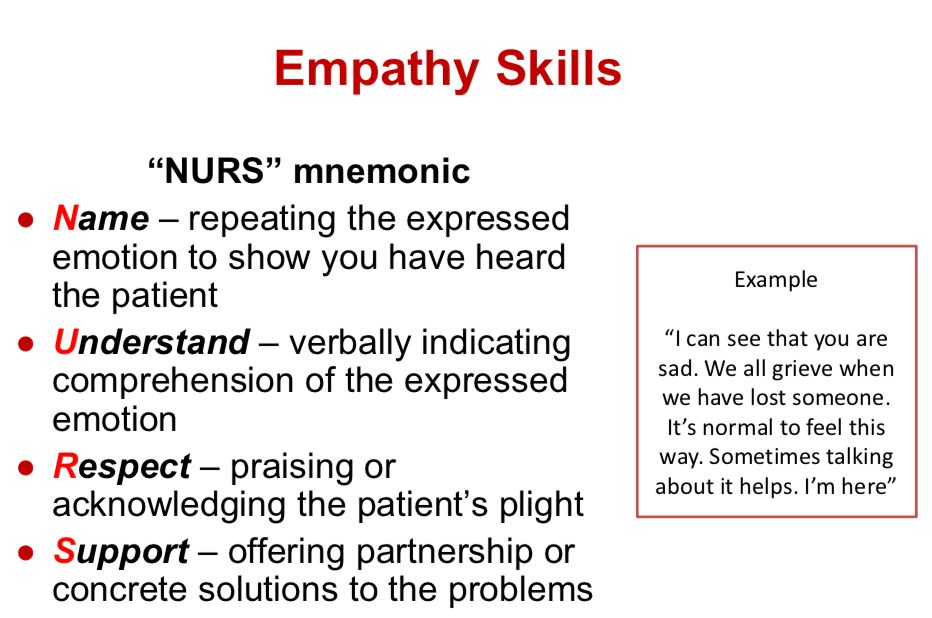 Empathy Skills
“NURS” mnemonic
● Name – repeating the expressed
emotion to show you have heard
the patient
● Understand – verbally indicating
comprehension of the expressed
emotion
● Respect – praising or
acknowledging the patient’s plight
● Support – offering partnership or
concrete solutions to the problems
Example
“I can see that you are
sad. We all grieve when
we have lost someone.
It’s normal to feel this
way. Sometimes talking
about it helps. I’m here”